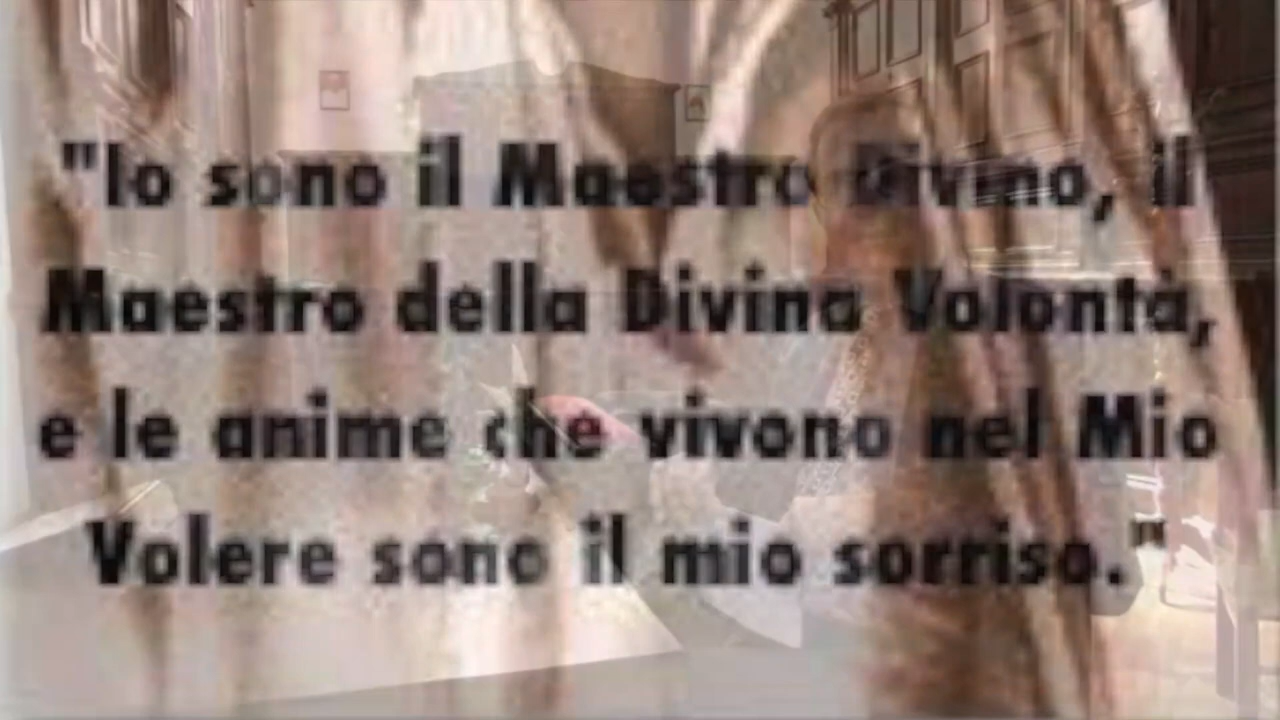 "Io sono il Maestro Divino, il
Maestro della Divina Volontà,
e le anime che vivono nel Mio
Volere sono il mio sorriso."